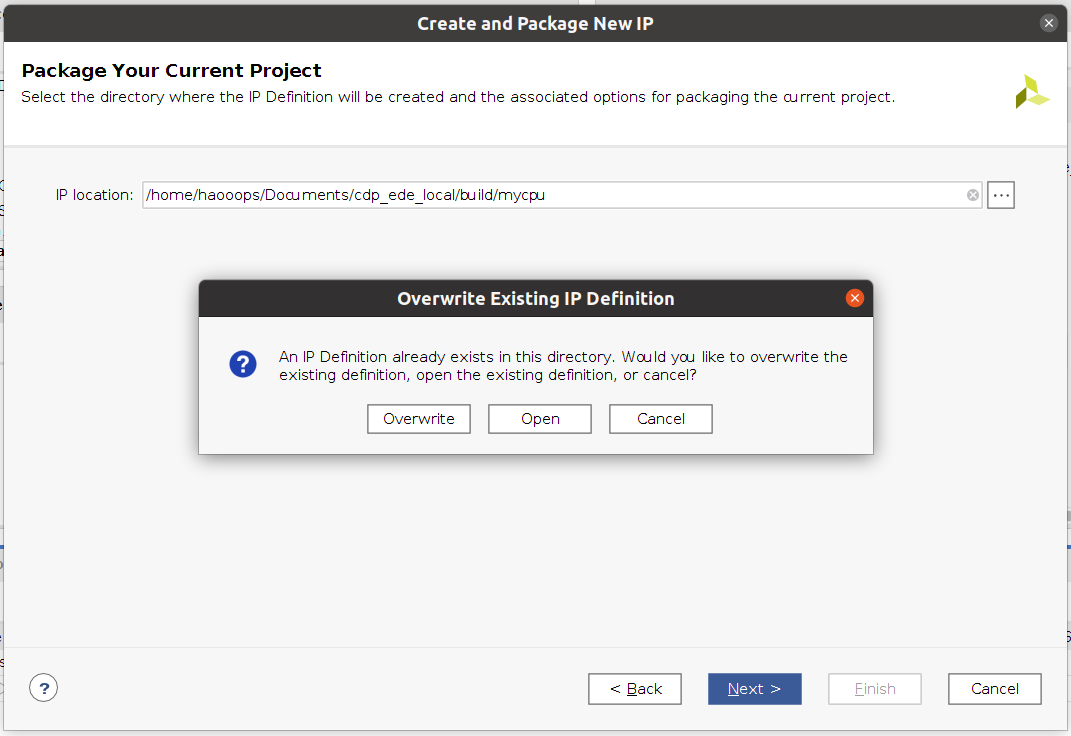 Create and Package New IP
Package Your Current Project
Select the directory where the IP Definition will be created and the associated options for packaging the current project.
IP location: /home/haooops/Documents/cdp_ede_local/build/mycpu
Overwrite Existing IP Definition
An IP Definition already exists in this directory. Would you like to overwrite the
existing definition, open the existing definition, or cancel?
Overwrite Open Cancel
? < Back Next > Finish Cancel